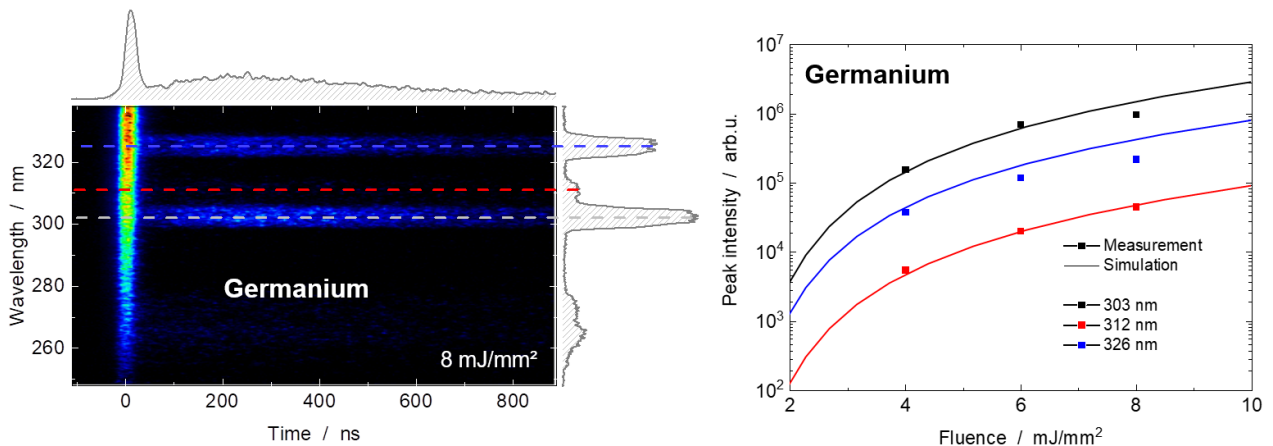 Wavelength / nm
320
300
280
260
Germanium
8 mJ/mm²
0
200
400
600
800
Time / ns
Peak intensity / arb.u.
10⁷
10⁶
10⁵
10⁴
10³
10²
Germanium
Measurement
Simulation
303 nm
312 nm
326 nm
2
4
6
8
10
Fluence / mJ/mm²